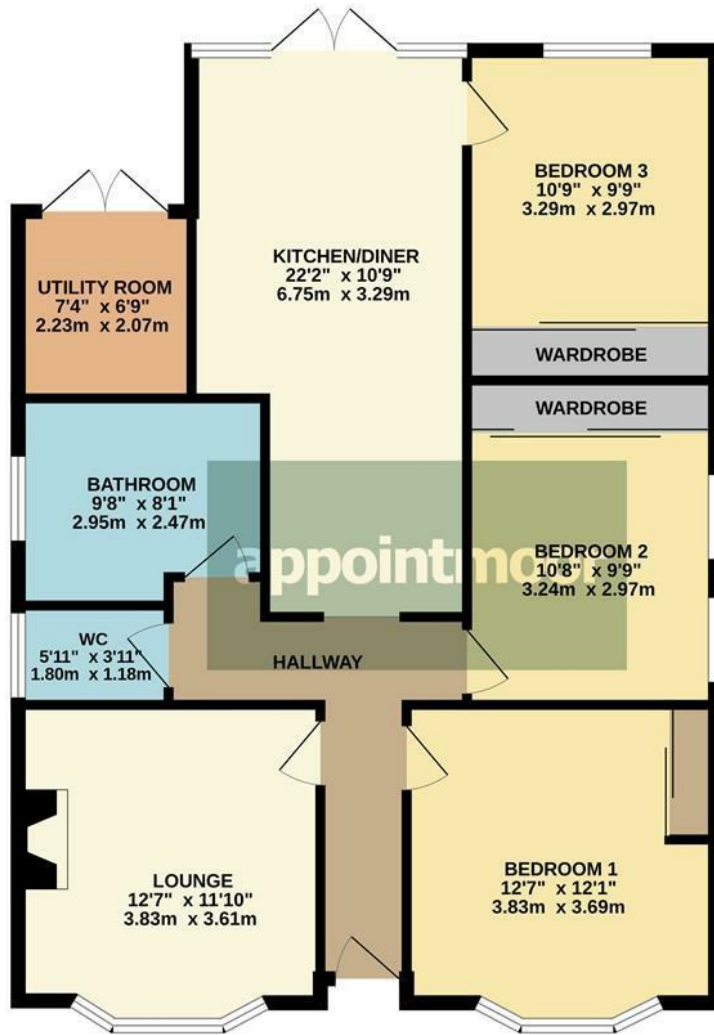 BEDROOM 3
10'9" x 9'9"
3.29m x 2.97m
KITCHEN/DINER
22'2" x 10'9"
6.75m x 3.29m
UTILITY ROOM
7'4" x 6'9"
2.23m x 2.07m
WARDROBE
WARDROBE
BATHROOM
9'8" x 8'1"
2.95m x 2.47m
appointmoor
BEDROOM 2
10'8" x 9'9"
3.24m x 2.97m
WC
5'11" x 3'11"
1.80m x 1.18m
HALLWAY
LOUNGE
12'7" x 11'10"
3.83m x 3.61m
BEDROOM 1
12'7" x 12'1"
3.83m x 3.69m